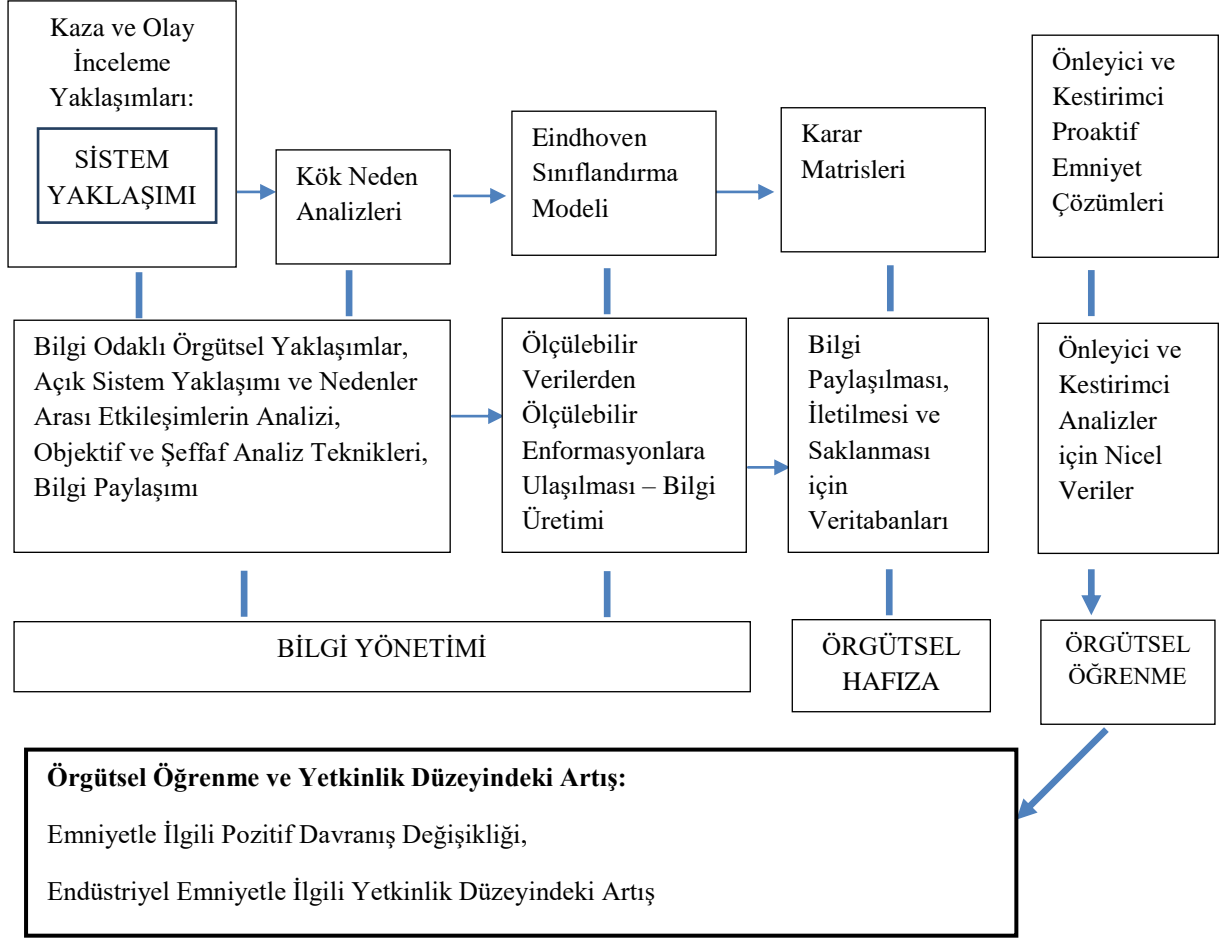 Kaza ve Olay
İnceleme
Yaklaşımları:
SİSTEM
YAKLAŞIMI
Kök Neden
Analizleri
Eindhoven
Sınıflandırma
Modeli
Karar
Matrisleri
Önleyici ve
Kestirimci
Proaktif
Emniyet
Çözümleri
Bilgi Odaklı Örgütsel Yaklaşımlar,
Açık Sistem Yaklaşımı ve Nedenler
Arası Etkileşimlerin Analizi,
Objektif ve Şeffaf Analiz Teknikleri,
Bilgi Paylaşımı
Ölçülebilir
Verilerden
Ölçülebilir
Enformasyonlara
Ulaşılması – Bilgi
Üretimi
Bilgi
Paylaşılması,
İletilmesi ve
Saklanması
için
Veritabanları
Önleyici ve
Kestirimci
Analizler
için Nicel
Veriler
BİLGİ YÖNETİMİ
ÖRGÜTSEL
HAFIZA
ÖRGÜTSEL
ÖĞRENME
Örgütsel Öğrenme ve Yetkinlik Düzeyindeki Artış:
Emniyetle İlgili Pozitif Davranış Değişikliği,
Endüstriyel Emniyetle İlgili Yetkinlik Düzeyindeki Artış